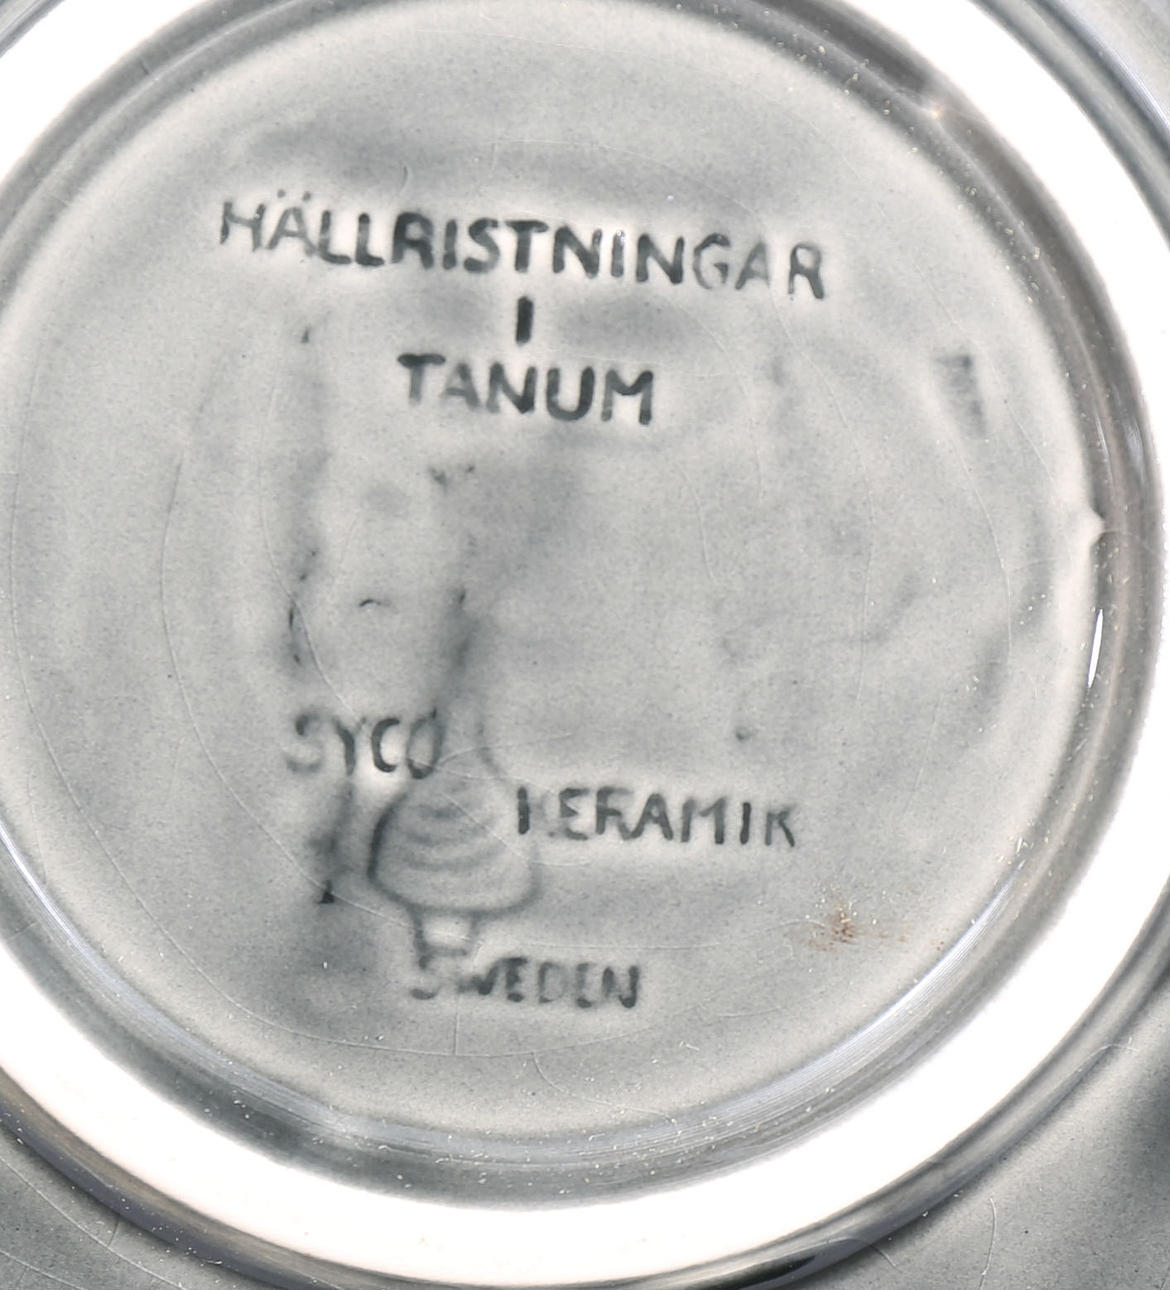 HÄLLRISTNINGAR
I
TANUM
SYCO
KERAMIK
SWEDEN